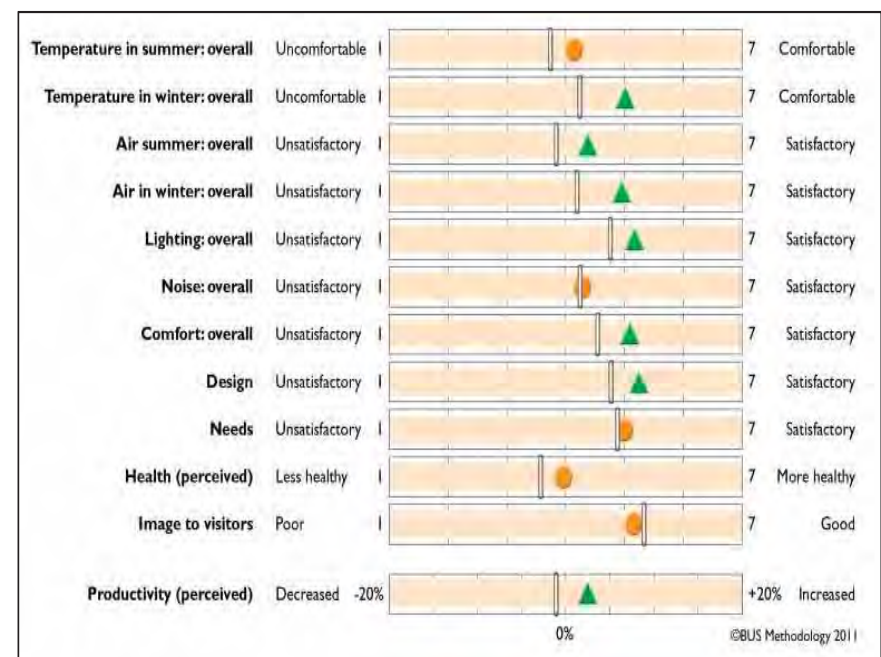 Temperature in summer: overall Uncomfortable 1 7 Comfortable
Temperature in winter: overall Uncomfortable 1 7 Comfortable
Air summer: overall Unsatisfactory 1 7 Satisfactory
Air in winter: overall Unsatisfactory 1 7 Satisfactory
Lighting: overall Unsatisfactory 1 7 Satisfactory
Noise: overall Unsatisfactory 1 7 Satisfactory
Comfort: overall Unsatisfactory 1 7 Satisfactory
Design Unsatisfactory 1 7 Satisfactory
Needs Unsatisfactory 1 7 Satisfactory
Health (perceived) Less healthy 1 7 More healthy
Image to visitors Poor 1 7 Good
Productivity (perceived) Decreased -20% +20% Increased
0% ©BUS Methodology 2011